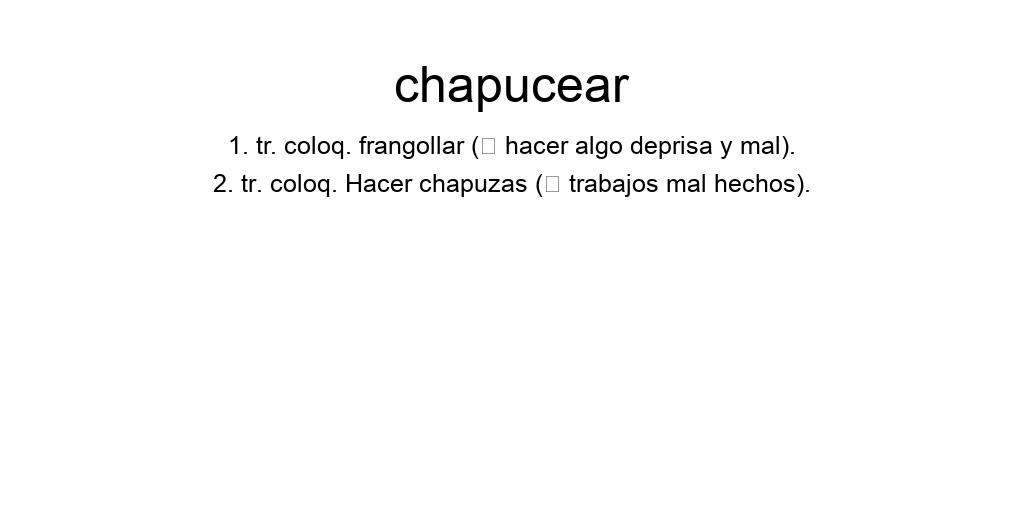 chapucear
1. tr. coloq. frangollar (□ hacer algo deprisa y mal).
2. tr. coloq. Hacer chapuzas (□ trabajos mal hechos).